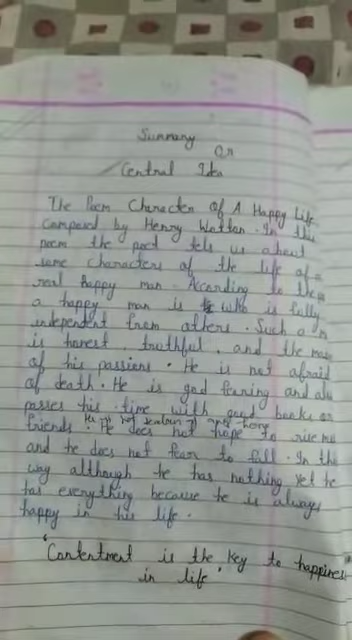 Summary
Or
Central Idea
The Poem Character Of A Happy Life
composed by Henry Wotton. In this
poem the poet tells us about
some characters of the life of a
real happy man. According to
a happy man is who is fully
independent from others. Such a
is honest, truthful, and the
of his passions. He is not afraid
of death. He is god fearing and
passes his time with good books or
friends. He does not hope to rise
and he does not fear to fall. In
way although he has nothing yet he
has everything because he is always
happy in his life.
"Contentment is the key to happines
in life"